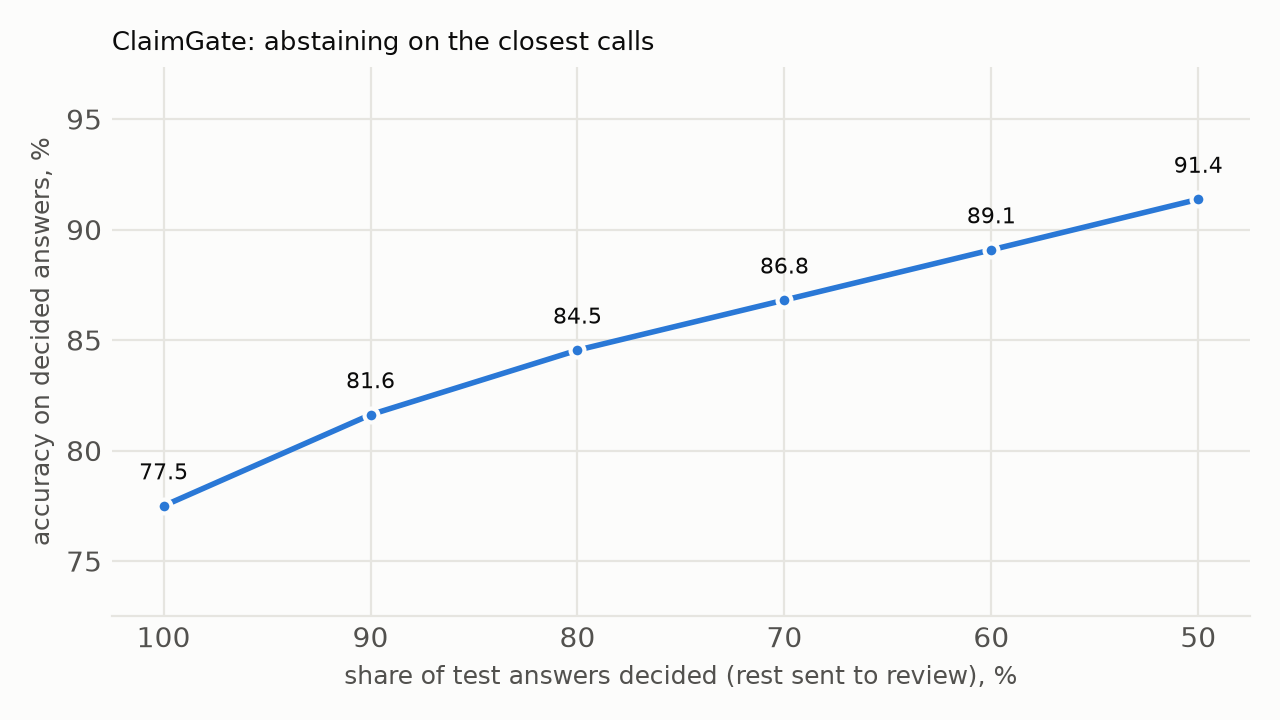 ClaimGate: abstaining on the closest calls
accuracy on decided answers, %
95
90
85
80
75
77.5
81.6
84.5
86.8
89.1
91.4
100 90 80 70 60 50
share of test answers decided (rest sent to review), %